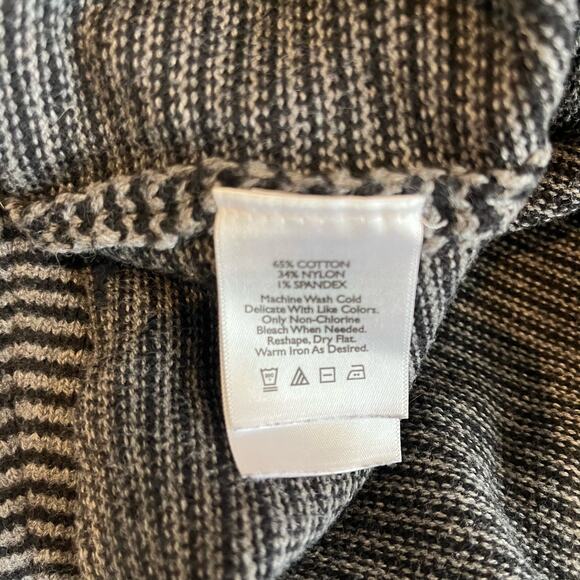 65% COTTON
34% NYLON
1% SPANDEX
Machine Wash Cold
Delicate With Like Colors.
Only Non-Chlorine
Bleach When Needed.
Reshape, Dry Flat.
Warm Iron As Desired.